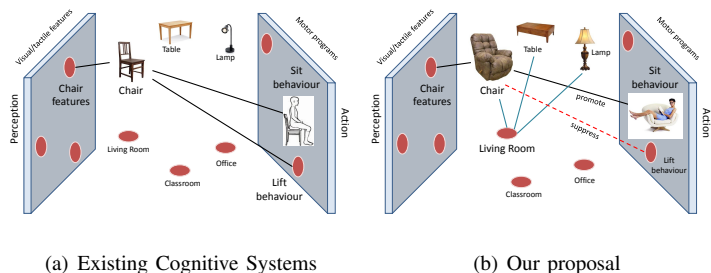 Visual/tactile features
Table
Lamp
Motor programs
Perception
Chair
features
Chair
Sit
behaviour
Action
Living Room
Classroom
Office
Lift
behaviour
(a) Existing Cognitive Systems
Visual/tactile features
Table
Lamp
Motor programs
Perception
Chair
features
Chair
Sit
behaviour
promote
suppress
Action
Living Room
Classroom
Office
Lift
behaviour
(b) Our proposal